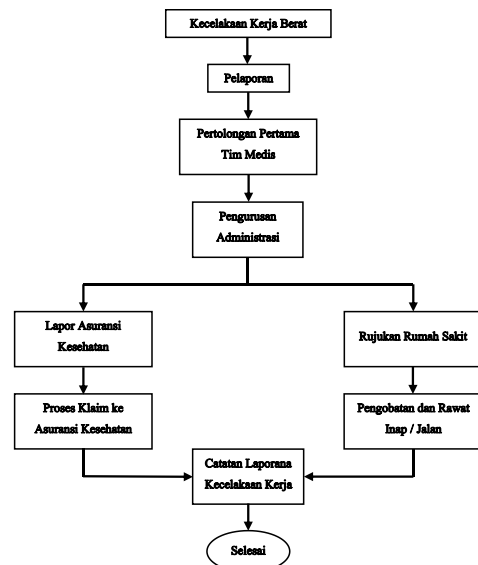 Kecelakaan Kerja Berat
Pelaporan
Pertolongan Pertama
Tim Medis
Pengurusan
Administrasi
Lapor Asuransi
Kesehatan
Rujukan Rumah Sakit
Proses Klaim ke
Asuransi Kesehatan
Pengobatan dan Rawat
Inap / Jalan
Catatan Laporana
Kecelakaan Kerja
Selesai